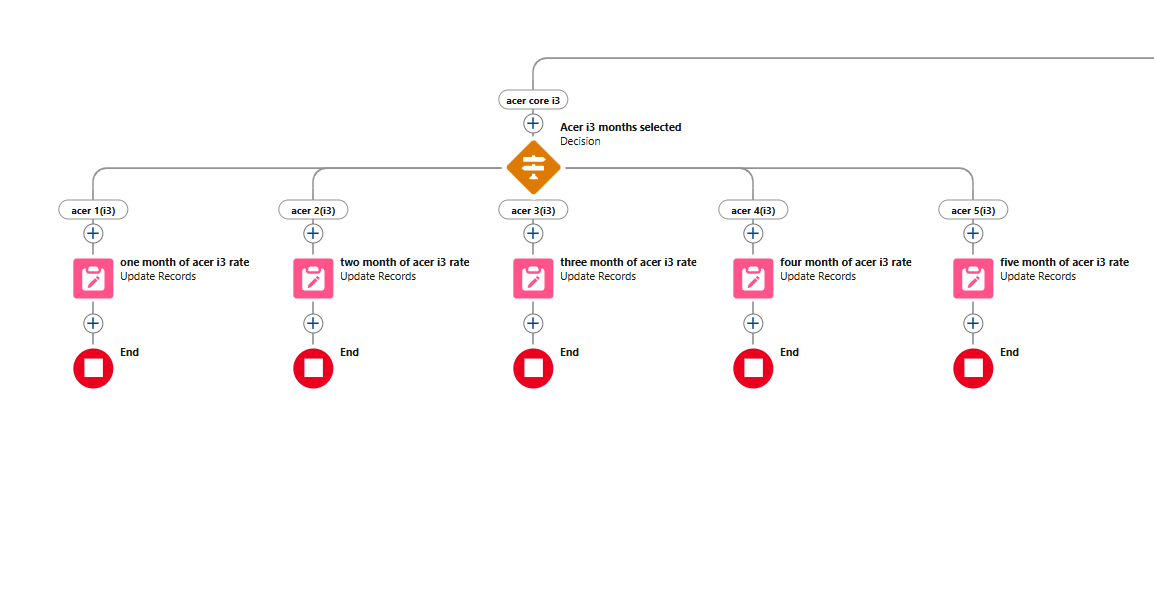 acer core i3
Acer i3 months selected
Decision
acer 1(i3)
acer 2(i3)
acer 3(i3)
acer 4(i3)
acer 5(i3)
one month of acer i3 rate
Update Records
two month of acer i3 rate
Update Records
three month of acer i3 rate
Update Records
four month of acer i3 rate
Update Records
five month of acer i3 rate
Update Records
End
End
End
End
End